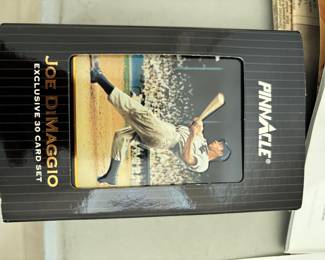 PINNACLE®
JOE DIMAGGIO
EXCLUSIVE 30 CARD SET